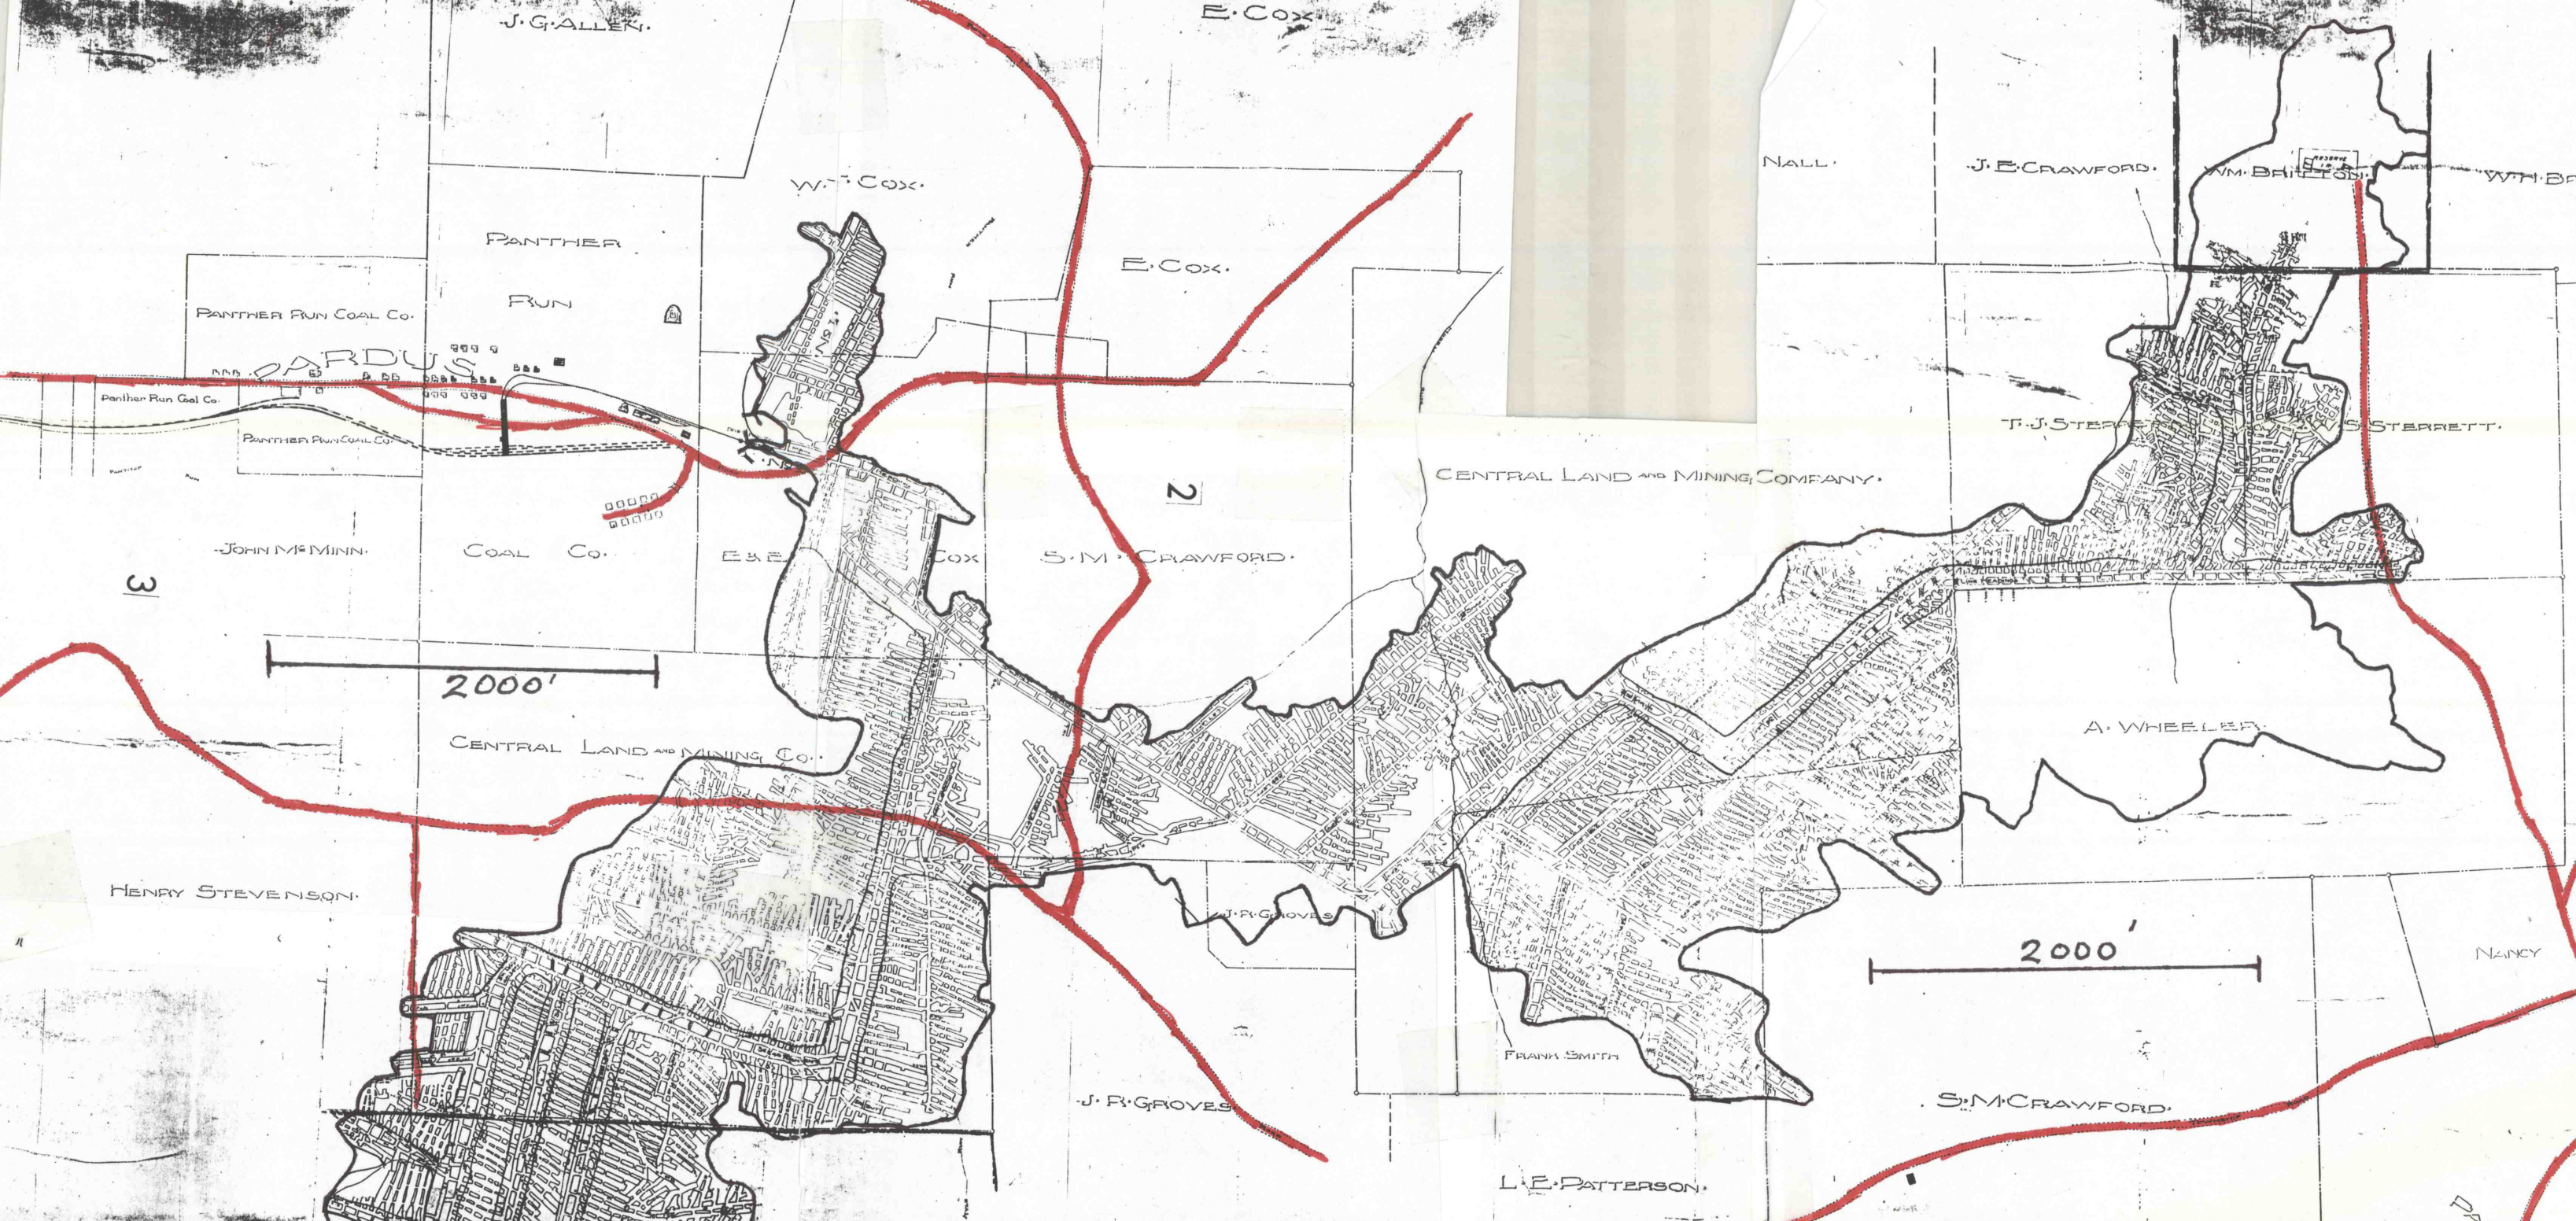 J. G. ALLEN.
E. COX.
NALL.
J. E. CRAWFORD.
WM. BRITTON.
RESERVE
W. COX.
PANTHER
RUN
E. COX.
PANTHER RUN COAL CO.
PARDUS
Panther Run Coal Co.
PANTHER RUN COAL CO.
T. J. STERRETT
S. STERRETT.
CENTRAL LAND AND MINING COMPANY.
2
JOHN McMINN.
COAL CO.
E & E
COX
S. M. CRAWFORD.
3
2000'
A. WHEELER.
CENTRAL LAND AND MINING CO.
HENRY STEVENSON.
J. R. GROVES
2000'
NANCY
FRANK SMITH
J. R. GROVES
S. M. CRAWFORD.
L. E. PATTERSON.